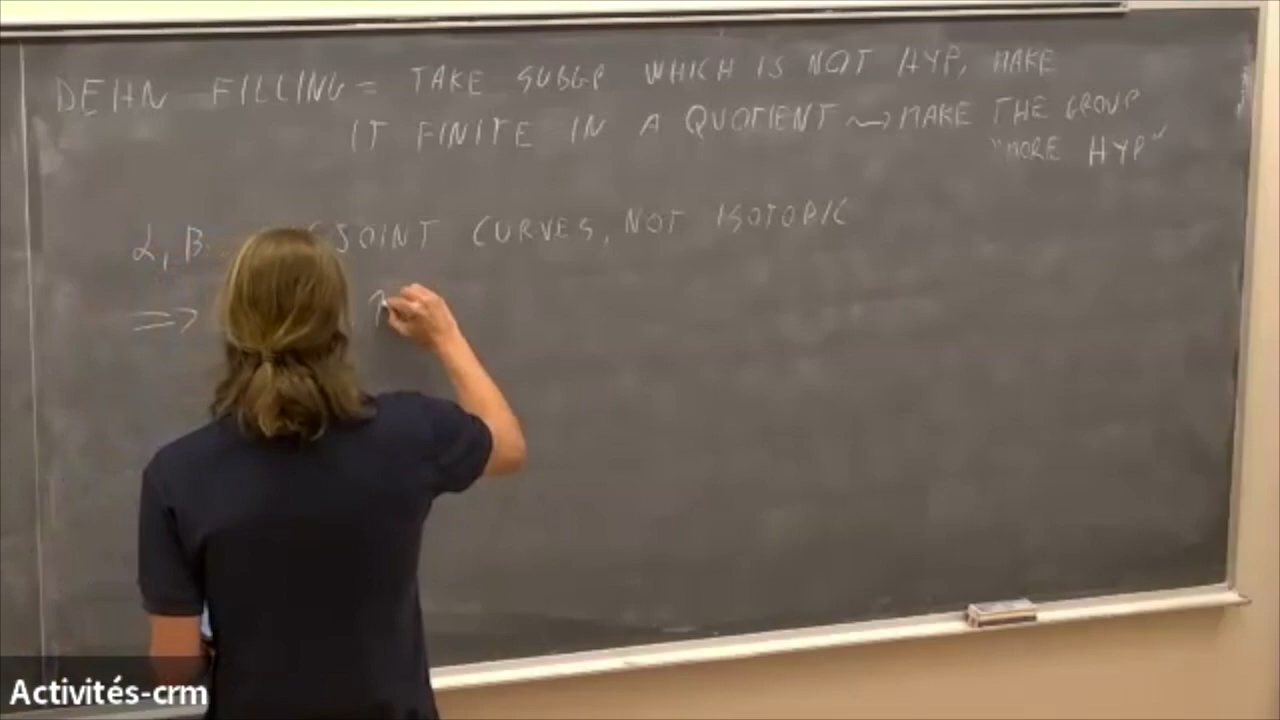 DEHN FILLING = TAKE SUBGP WHICH IS NOT HYP, MAKE
IT FINITE IN A QUOTIENT ⇝ MAKE THE GROUP
"MORE HYP"
α, β JOINT CURVES, NOT ISOTOPIC
⇒
Activités-crm